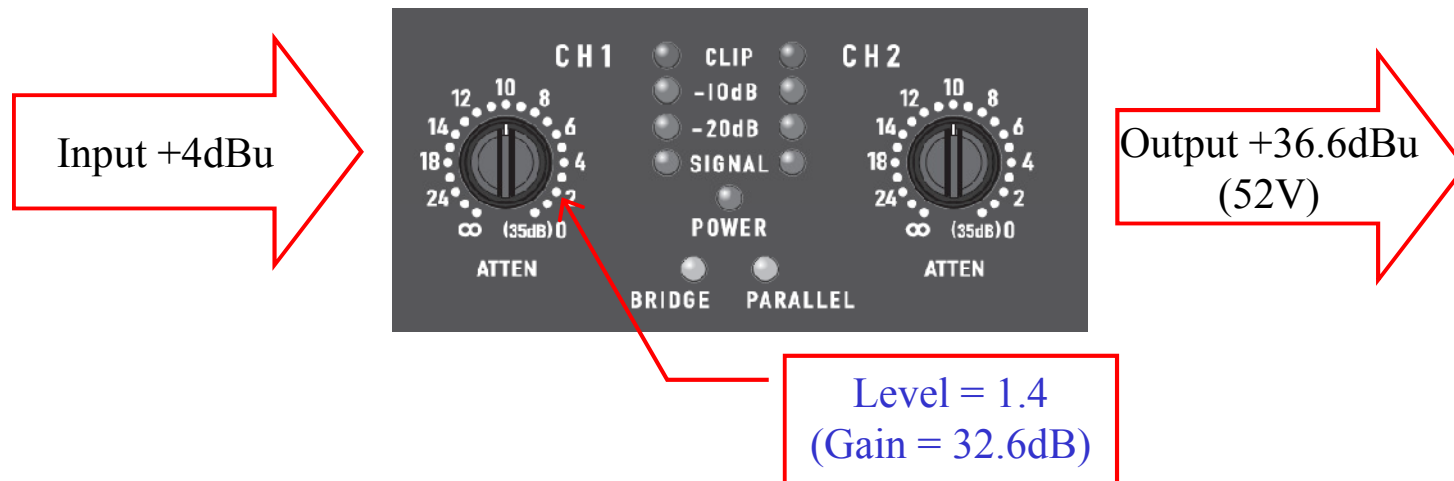 Input +4dBu
CH1 CLIP CH2
-10dB
-20dB
SIGNAL
POWER
BRIDGE PARALLEL
10
12 8
14 6
18 4
24 2
∞ (35dB) 0
ATTEN
10
12 8
14 6
18 4
24 2
∞ (35dB) 0
ATTEN
Output +36.6dBu
(52V)
Level = 1.4
(Gain = 32.6dB)